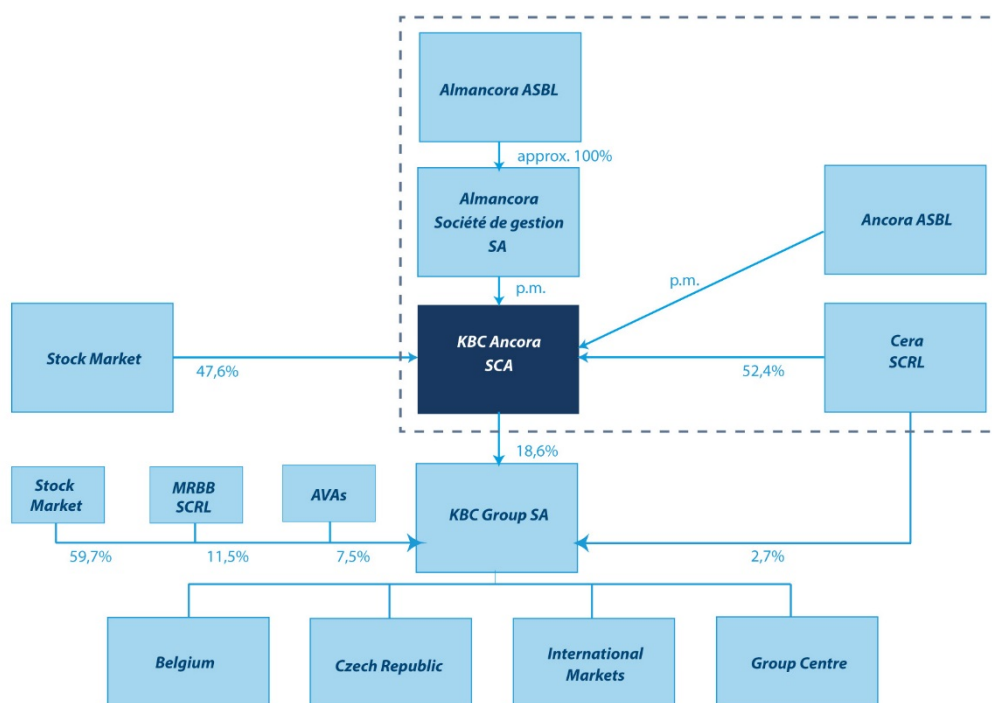 Almancora ASBL
approx. 100%
Almancora
Société de gestion
SA
Ancora ASBL
p.m.
p.m.
Stock Market
47,6%
KBC Ancora
SCA
52,4%
Cera
SCRL
18,6%
Stock
Market
MRBB
SCRL
AVAs
KBC Group SA
59,7%
11,5%
7,5%
2,7%
Belgium
Czech Republic
International
Markets
Group Centre